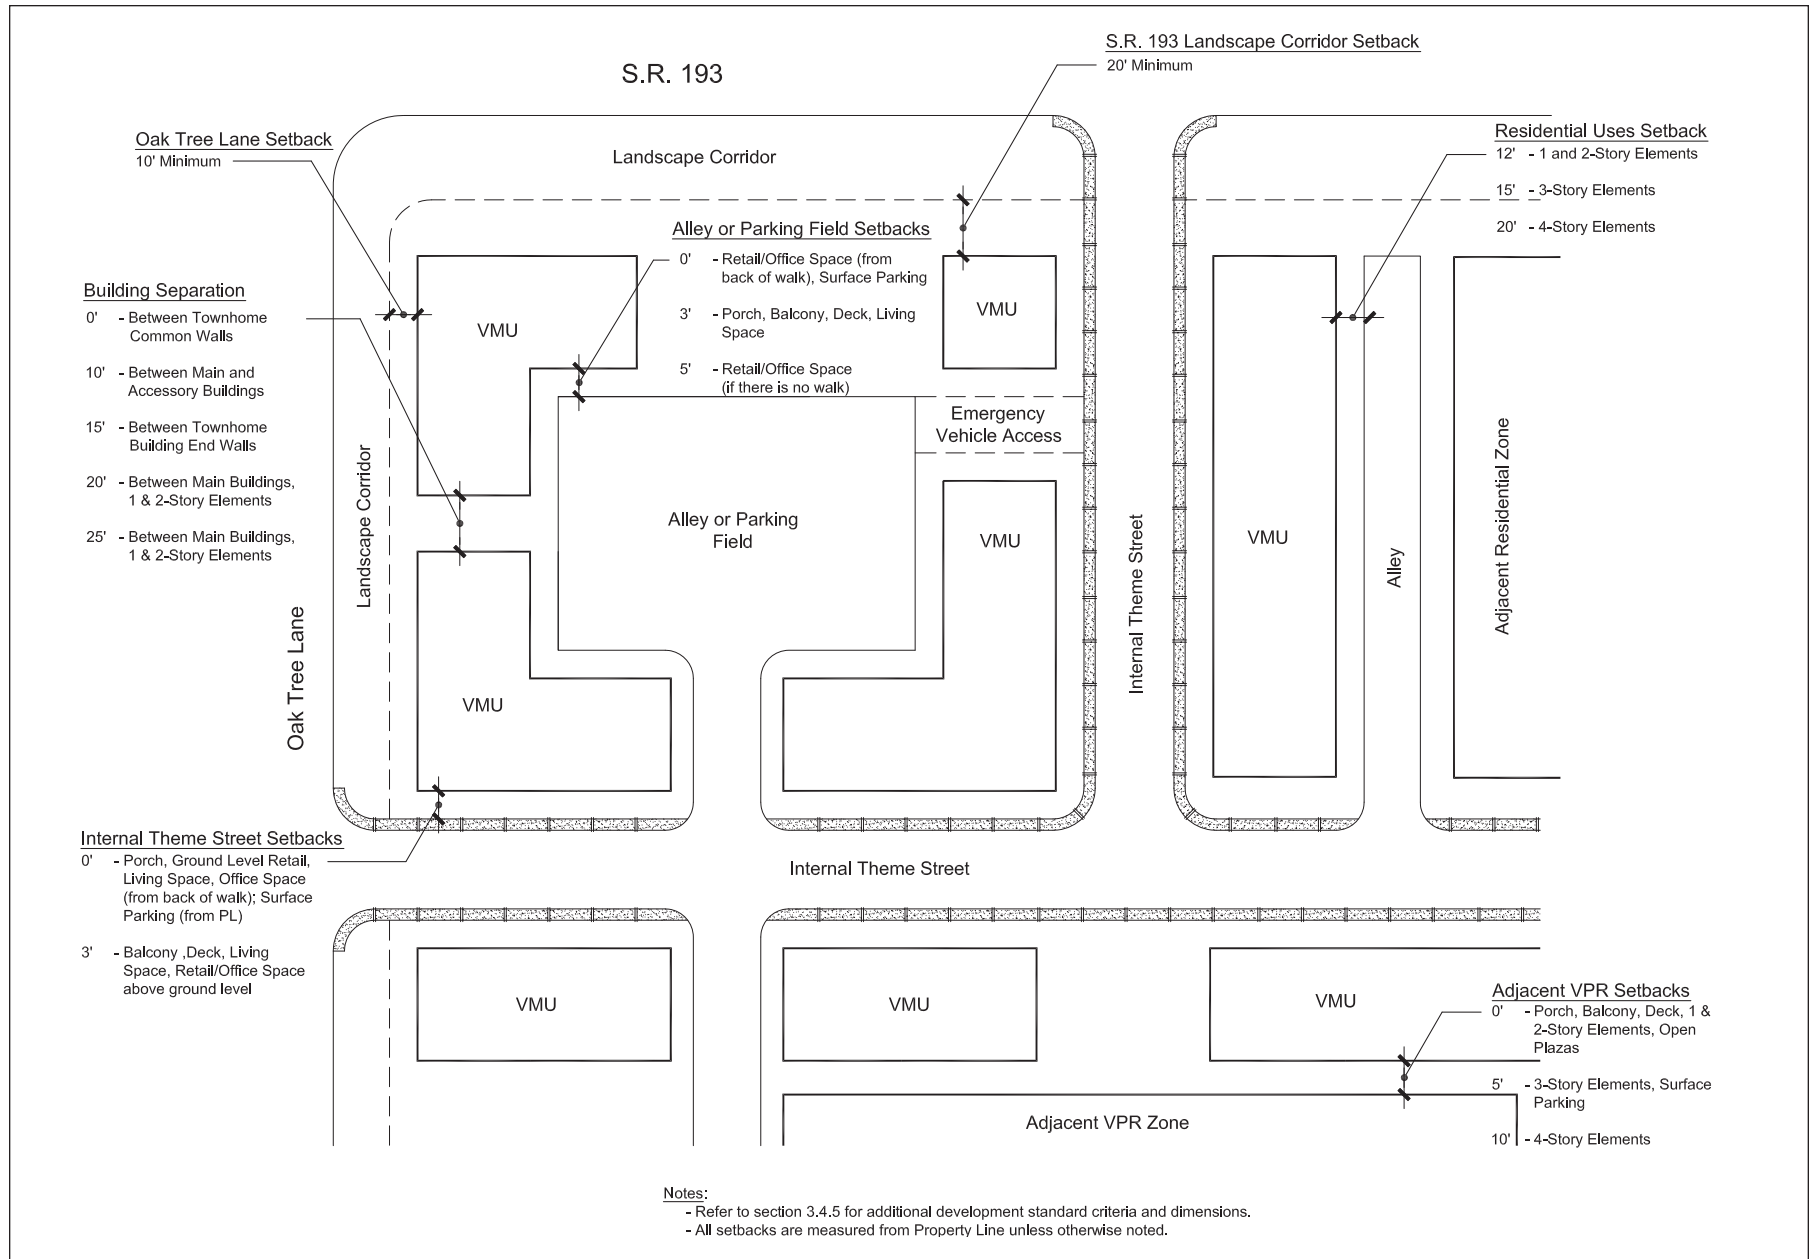 S.R. 193
S.R. 193 Landscape Corridor Setback
20' Minimum
Oak Tree Lane Setback
10' Minimum
Landscape Corridor
Residential Uses Setback
12' - 1 and 2-Story Elements
15' - 3-Story Elements
20' - 4-Story Elements
Alley or Parking Field Setbacks
0' - Retail/Office Space (from
back of walk), Surface Parking
3' - Porch, Balcony, Deck, Living
Space
5' - Retail/Office Space
(if there is no walk)
Building Separation
0' - Between Townhome
Common Walls
10' - Between Main and
Accessory Buildings
15' - Between Townhome
Building End Walls
20' - Between Main Buildings,
1 & 2-Story Elements
25' - Between Main Buildings,
1 & 2-Story Elements
VMU
VMU
Emergency
Vehicle Access
Landscape Corridor
Oak Tree Lane
Alley or Parking
Field
VMU
VMU
Internal Theme Street
VMU
Alley
Adjacent Residential Zone
Internal Theme Street Setbacks
0' - Porch, Ground Level Retail,
Living Space, Office Space
(from back of walk); Surface
Parking (from PL)
3' - Balcony ,Deck, Living
Space, Retail/Office Space
above ground level
Internal Theme Street
VMU
VMU
VMU
Adjacent VPR Setbacks
0' - Porch, Balcony, Deck, 1 &
2-Story Elements, Open
Plazas
5' - 3-Story Elements, Surface
Parking
10' - 4-Story Elements
Adjacent VPR Zone
Notes:
- Refer to section 3.4.5 for additional development standard criteria and dimensions.
- All setbacks are measured from Property Line unless otherwise noted.